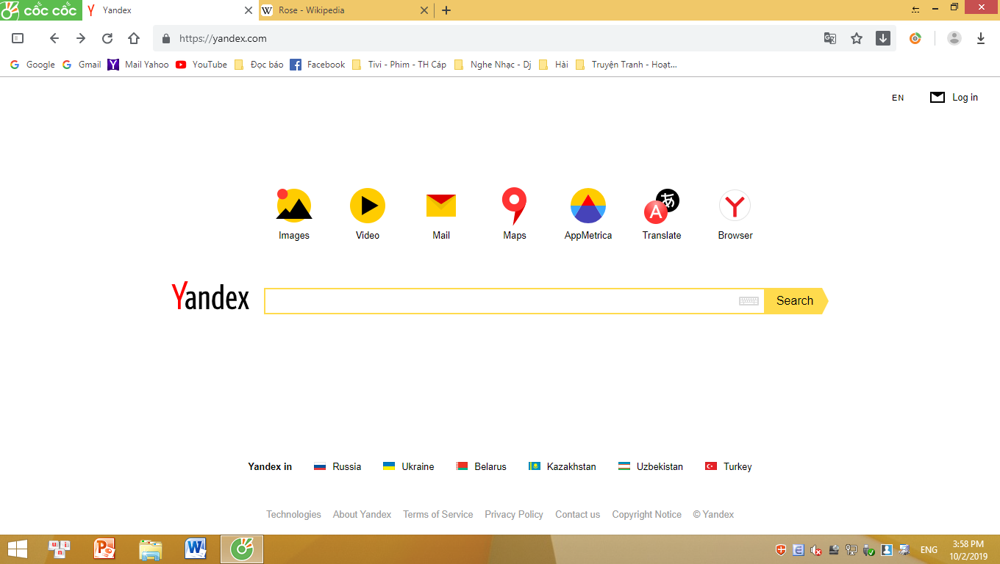 cốc cốc Yandex Rose - Wikipedia
https://yandex.com
Google Gmail Mail Yahoo YouTube Đọc báo Facebook Tivi - Phim - TH Cáp Nghe Nhạc - Dj Hài Truyện Tranh - Hoạt...
EN Log in
Images Video Mail Maps AppMetrica Translate Browser
Yandex Search
Yandex in Russia Ukraine Belarus Kazakhstan Uzbekistan Turkey
Technologies About Yandex Terms of Service Privacy Policy Contact us Copyright Notice © Yandex
ENG 3:58 PM
10/2/2019